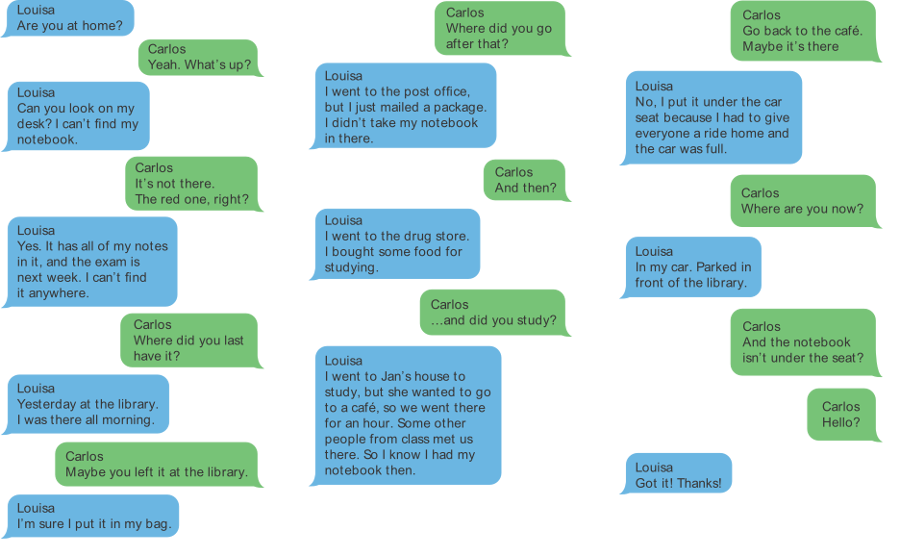 Louisa
Are you at home?
Carlos
Yeah. What's up?
Louisa
Can you look on my
desk? I can't find my
notebook.
Carlos
It's not there.
The red one, right?
Louisa
Yes. It has all of my notes
in it, and the exam is
next week. I can't find
it anywhere.
Carlos
Where did you last
have it?
Louisa
Yesterday at the library.
I was there all morning.
Carlos
Maybe you left it at the library.
Louisa
I'm sure I put it in my bag.
Carlos
Where did you go
after that?
Louisa
I went to the post office,
but I just mailed a package.
I didn't take my notebook
in there.
Carlos
And then?
Louisa
I went to the drug store.
I bought some food for
studying.
Carlos
…and did you study?
Louisa
I went to Jan's house to
study, but she wanted to go
to a café, so we went there
for an hour. Some other
people from class met us
there. So I know I had my
notebook then.
Carlos
Go back to the café.
Maybe it's there
Louisa
No, I put it under the car
seat because I had to give
everyone a ride home and
the car was full.
Carlos
Where are you now?
Louisa
In my car. Parked in
front of the library.
Carlos
And the notebook
isn't under the seat?
Carlos
Hello?
Louisa
Got it! Thanks!